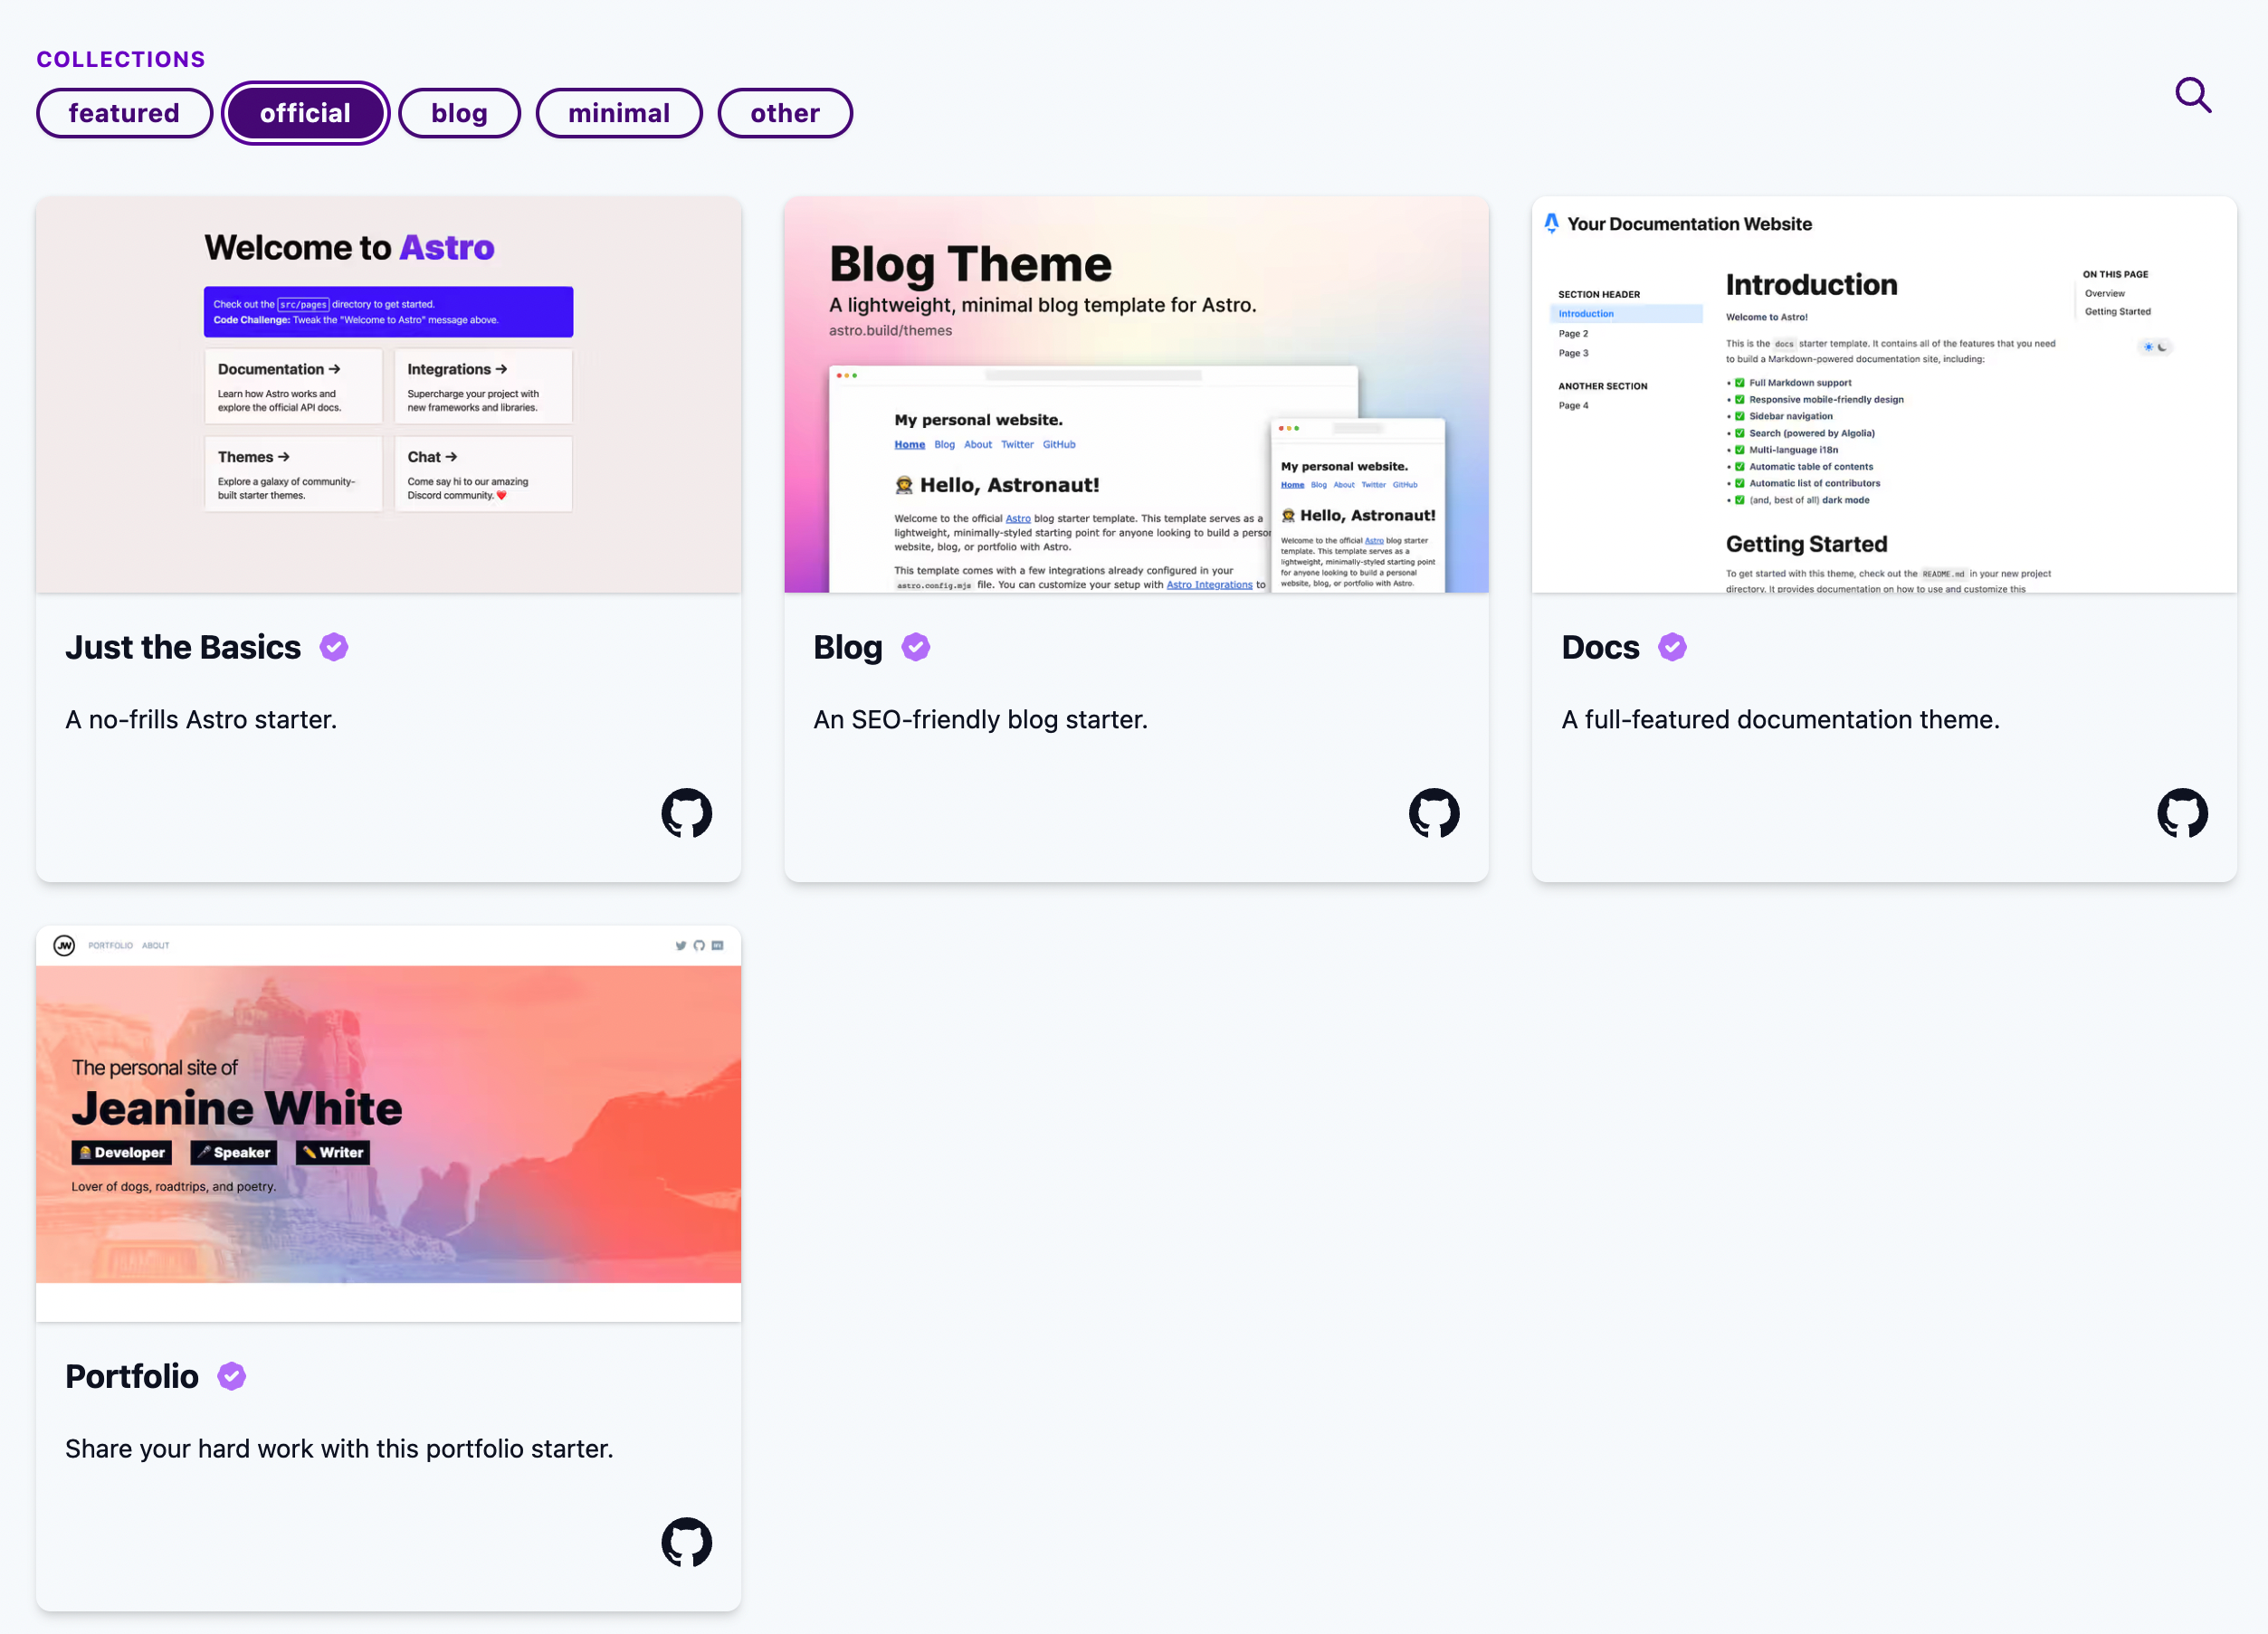 COLLECTIONS
featured
official
blog
minimal
other
Welcome to Astro
Check out the src/pages directory to get started.
Code Challenge: Tweak the "Welcome to Astro" message above.
Documentation →
Learn how Astro works and
explore the official API docs.
Integrations →
Supercharge your project with
new frameworks and libraries.
Themes →
Explore a galaxy of community-
built starter themes.
Chat →
Come say hi to our amazing
Discord community. ❤️
Just the Basics
A no-frills Astro starter.
Blog Theme
A lightweight, minimal blog template for Astro.
astro.build/themes
My personal website.
Home Blog About Twitter GitHub
🧑‍🚀 Hello, Astronaut!
Welcome to the official Astro blog starter template. This template serves as a
lightweight, minimally-styled starting point for anyone looking to build a person
website, blog, or portfolio with Astro.
This template comes with a few integrations already configured in your
astro.config.mjs file. You can customize your setup with Astro Integrations to
My personal website.
Home Blog About Twitter GitHub
🧑‍🚀 Hello, Astronaut!
Welcome to the official Astro blog starter
template. This template serves as a
lightweight, minimally-styled starting point
for anyone looking to build a personal
website, blog, or portfolio with Astro.
Blog
An SEO-friendly blog starter.
Your Documentation Website
SECTION HEADER
Introduction
Page 2
Page 3
ANOTHER SECTION
Page 4
Introduction
Welcome to Astro!
This is the docs starter template. It contains all of the features that you need
to build a Markdown-powered documentation site, including:
• ✅ Full Markdown support
• ✅ Responsive mobile-friendly design
• ✅ Sidebar navigation
• ✅ Search (powered by Algolia)
• ✅ Multi-language i18n
• ✅ Automatic table of contents
• ✅ Automatic list of contributors
• ✅ (and, best of all) dark mode
Getting Started
To get started with this theme, check out the README.md in your new project
directory. It provides documentation on how to use and customize this
ON THIS PAGE
Overview
Getting Started
Docs
A full-featured documentation theme.
JW
PORTFOLIO ABOUT
The personal site of
Jeanine White
👩‍💻 Developer 🎤 Speaker ✏️ Writer
Lover of dogs, roadtrips, and poetry.
Portfolio
Share your hard work with this portfolio starter.